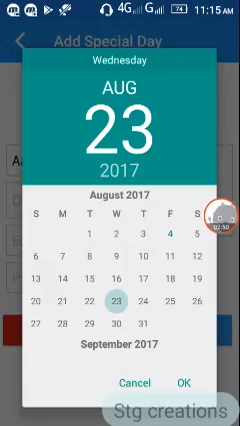 4G G 74 11:15 AM
Add Special Day
Wednesday
AUG
23
2017
August 2017
S M T W T F S
1 2 3 4 5
6 7 8 9 10 11 12
13 14 15 16 17 18 19
20 21 22 23 24 25 26
27 28 29 30 31
September 2017
Cancel OK
Stg creations